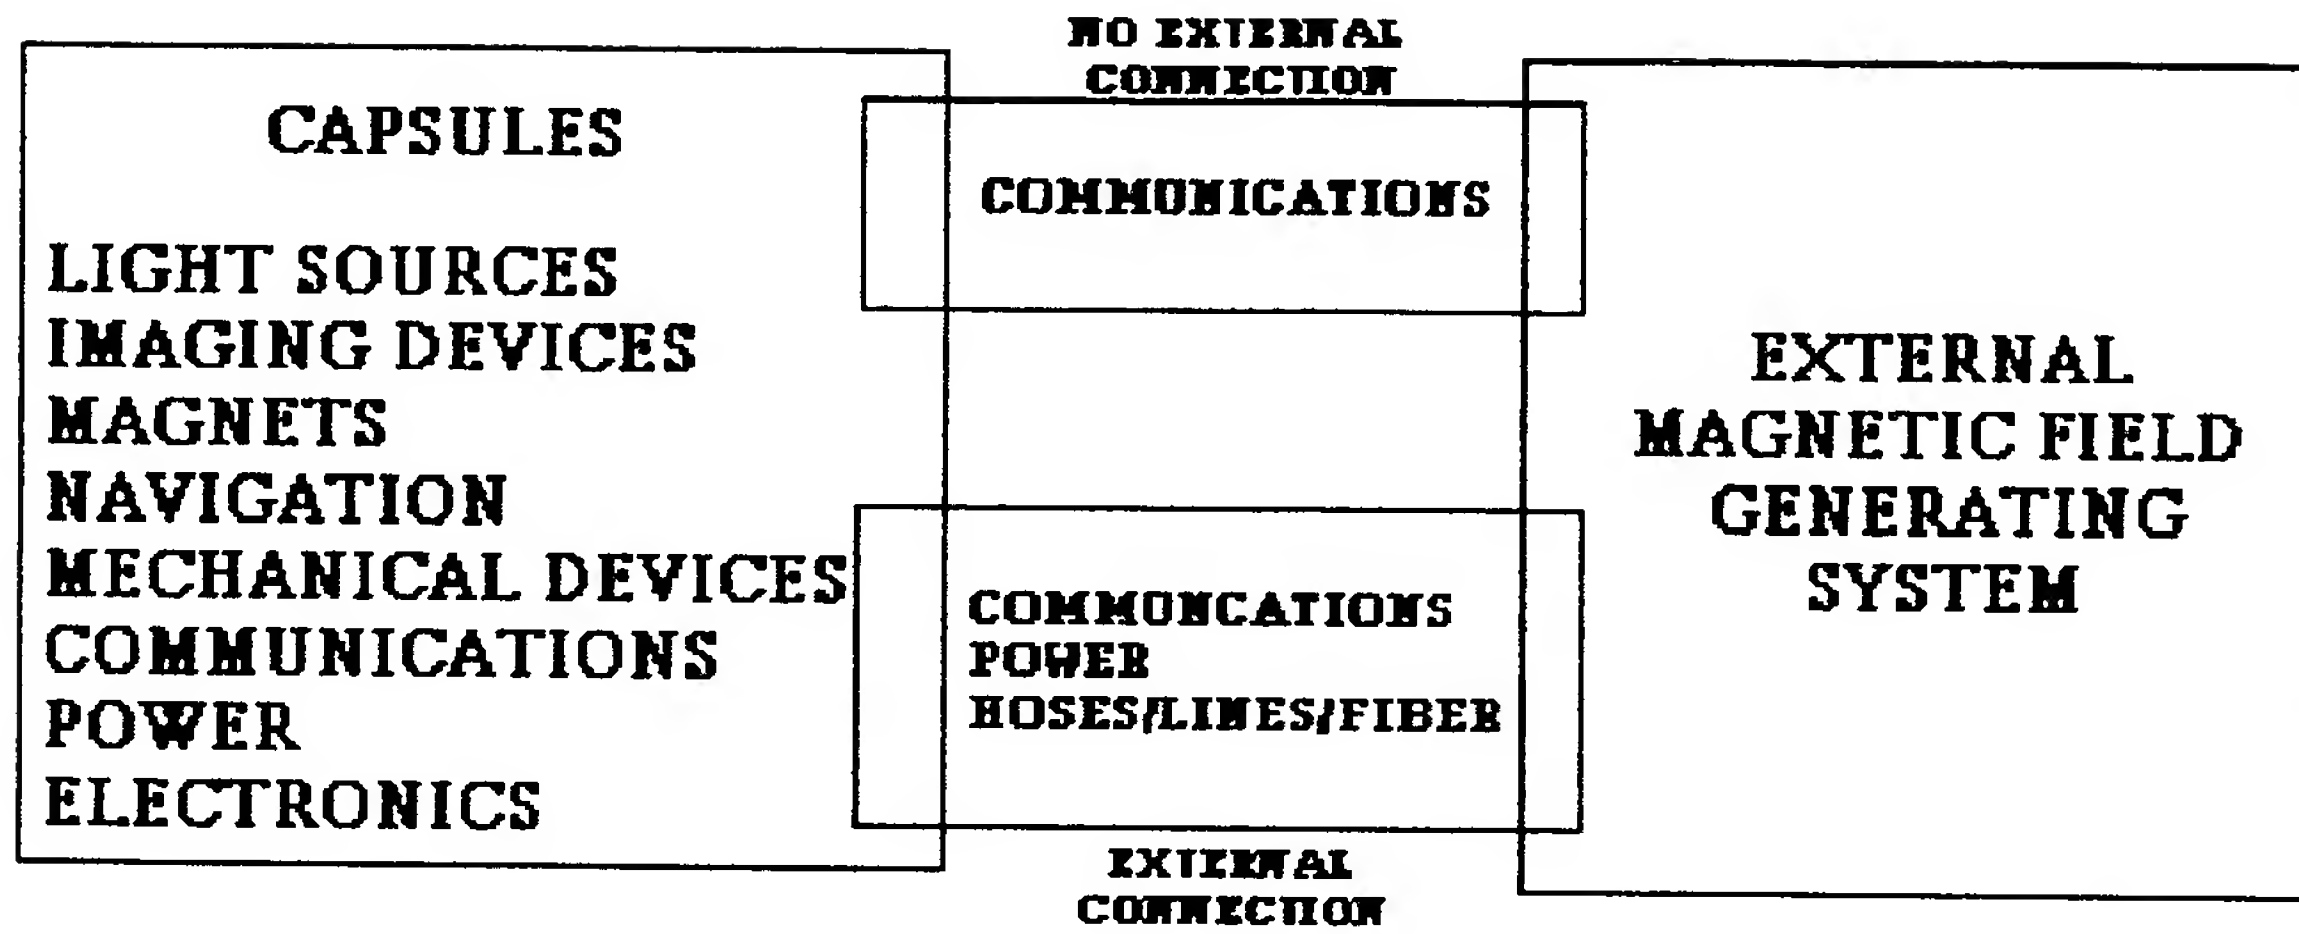 NO EXTERNAL
CONNECTION
CAPSULES
LIGHT SOURCES
IMAGING DEVICES
MAGNETS
NAVIGATION
MECHANICAL DEVICES
COMMUNICATIONS
POWER
ELECTRONICS
COMMUNICATIONS
COMMUNCATIONS
POWER
HOSES/LINES/FIBER
EXTERNAL
CONNECTION
EXTERNAL
MAGNETIC FIELD
GENERATING
SYSTEM